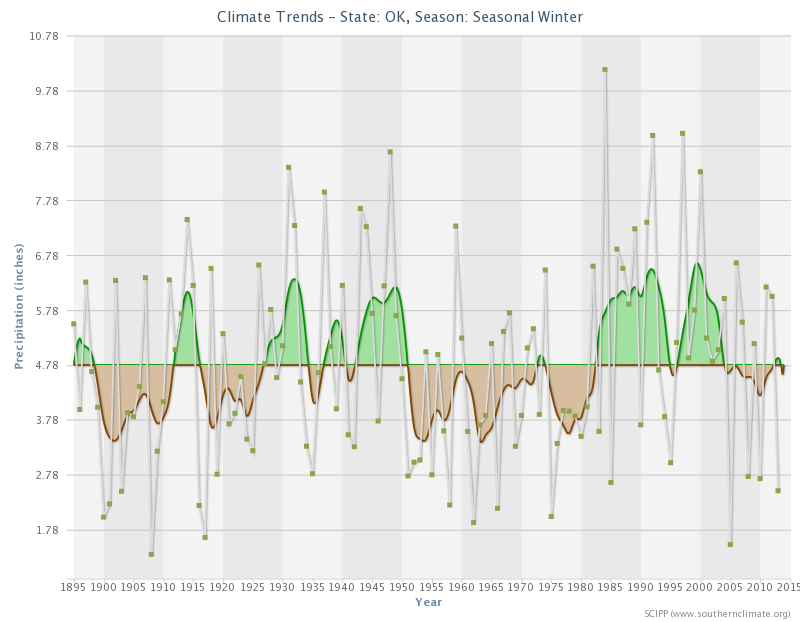 Climate Trends – State: OK, Season: Seasonal Winter
10.78
9.78
8.78
7.78
6.78
5.78
4.78
3.78
2.78
1.78
Precipitation (inches)
1895 1900 1905 1910 1915 1920 1925 1930 1935 1940 1945 1950 1955 1960 1965 1970 1975 1980 1985 1990 1995 2000 2005 2010 2015
Year
SCIPP (www.southernclimate.org)